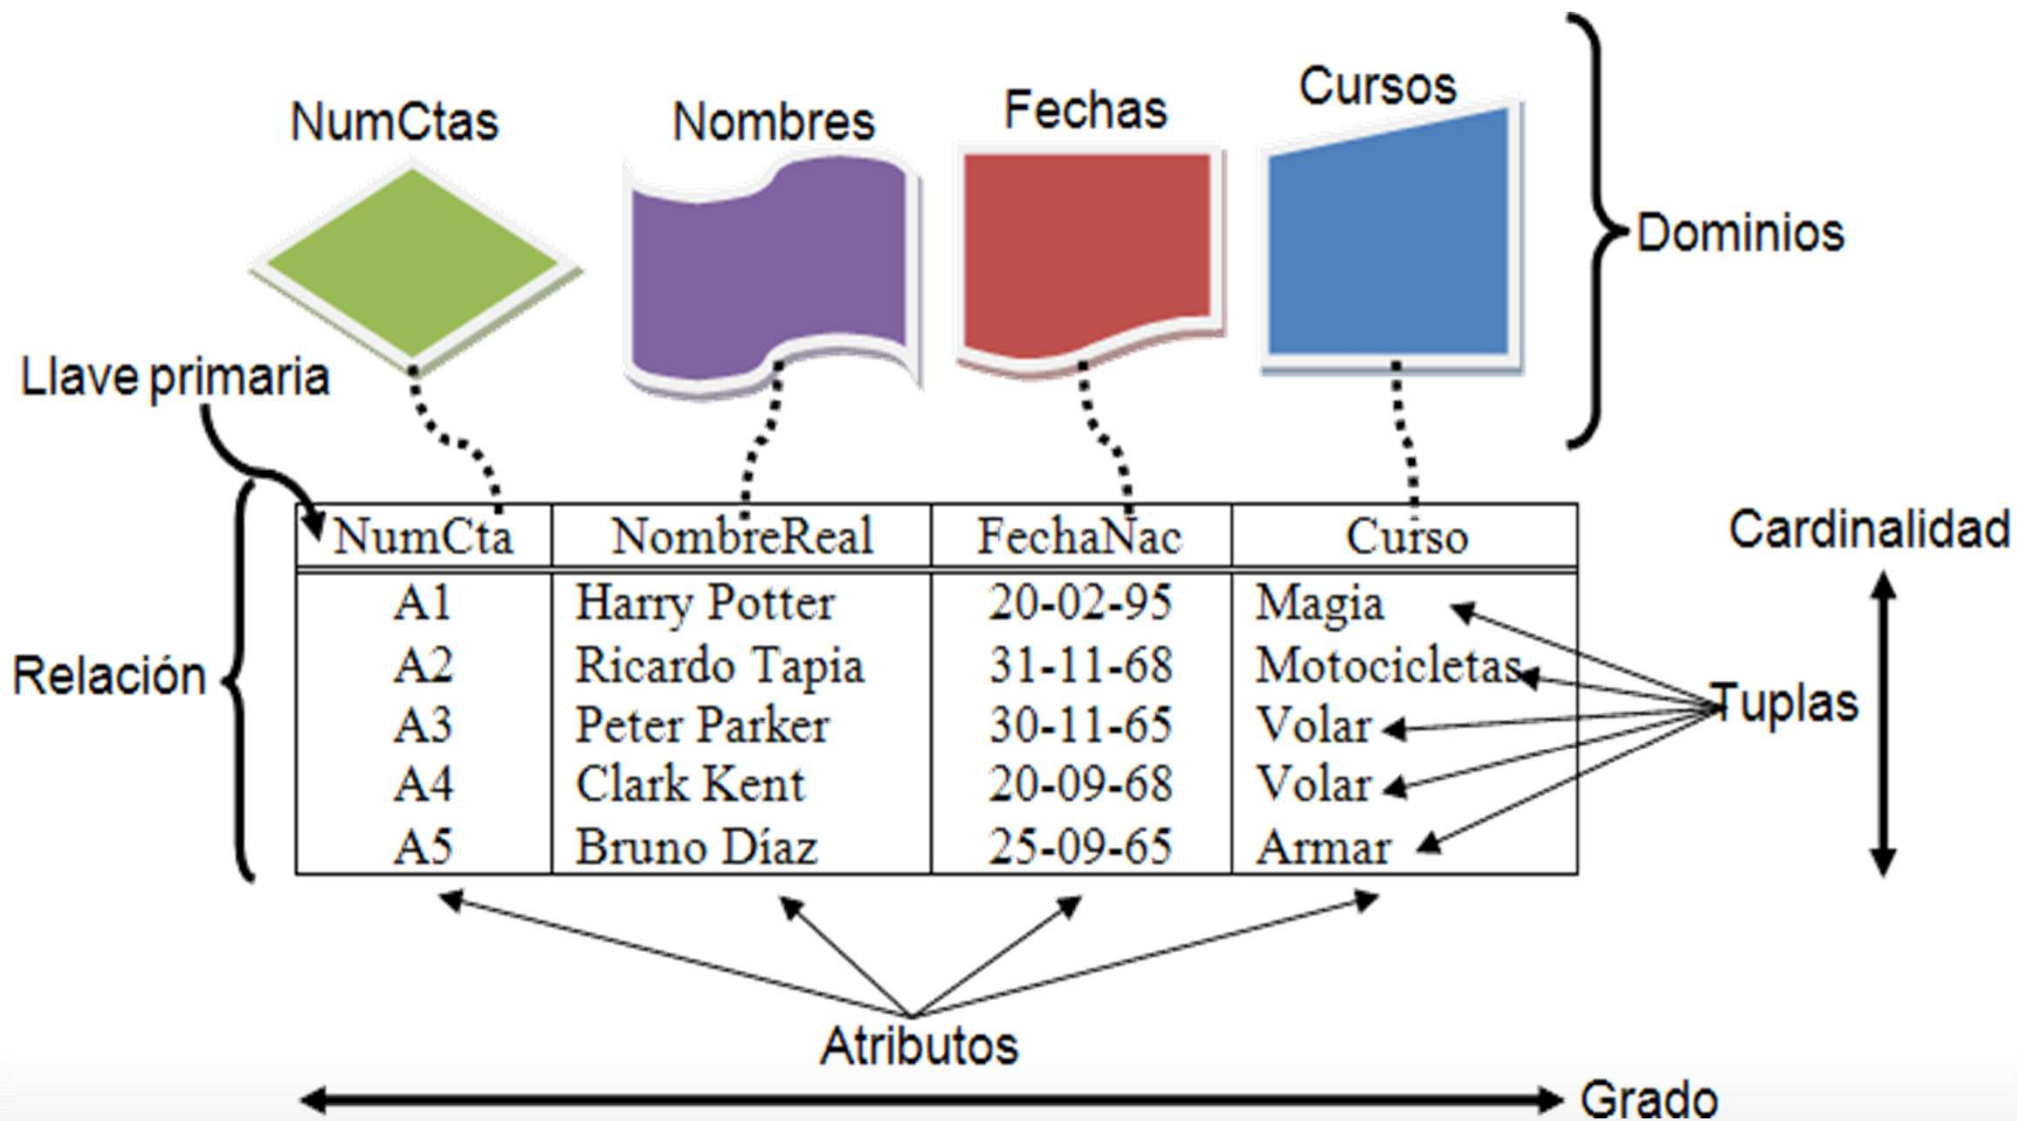 NumCtas
Nombres
Fechas
Cursos
Dominios
Llave primaria
NumCta NombreReal FechaNac Curso
A1 Harry Potter 20-02-95 Magia
A2 Ricardo Tapia 31-11-68 Motocicletas
A3 Peter Parker 30-11-65 Volar
A4 Clark Kent 20-09-68 Volar
A5 Bruno Díaz 25-09-65 Armar
Relación
Cardinalidad
Tuplas
Atributos
Grado